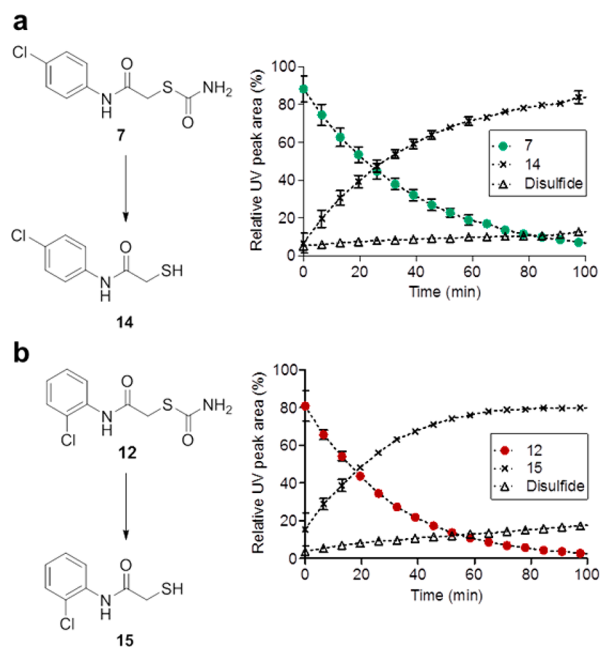 a
Cl
O
S
NH2
N
H
O
7
Cl
O
SH
N
H
14
Relative UV peak area (%)
100
80
60
40
20
0
0 20 40 60 80 100
Time (min)
7
14
Disulfide
b
O
S
NH2
N
H
Cl
O
12
O
SH
N
H
Cl
15
Relative UV peak area (%)
100
80
60
40
20
0
0 20 40 60 80 100
Time (min)
12
15
Disulfide